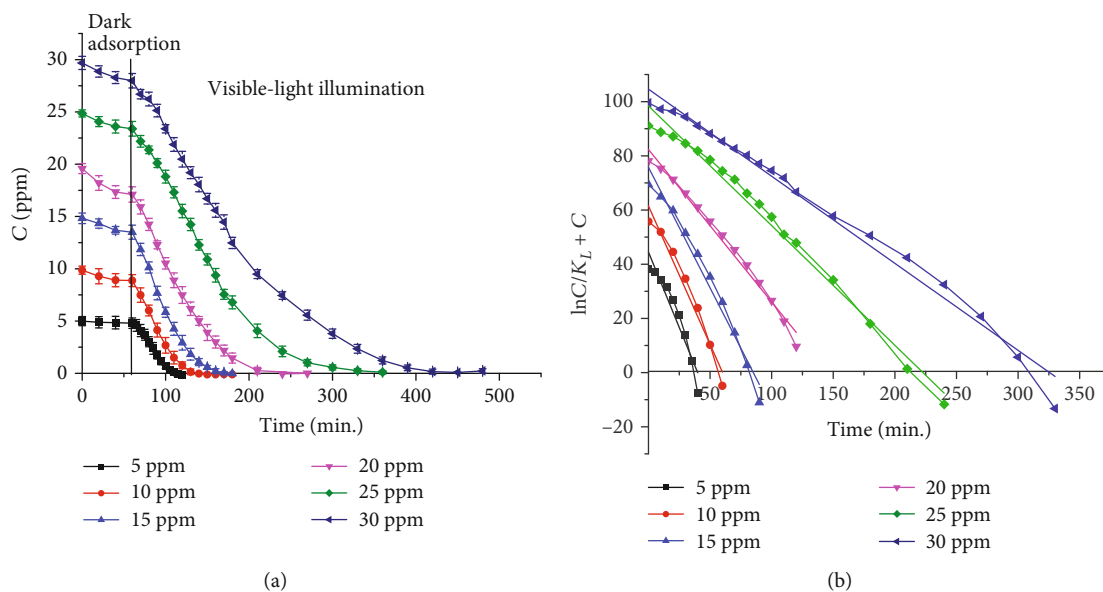 Dark
adsorption
Visible-light illumination
30
25
20
15
10
5
0
C (ppm)
0 100 200 300 400 500
Time (min.)
5 ppm 20 ppm
10 ppm 25 ppm
15 ppm 30 ppm
(a)
100
80
60
40
20
0
–20
lnC/K_L + C
50 100 150 200 250 300 350
Time (min.)
5 ppm 20 ppm
10 ppm 25 ppm
15 ppm 30 ppm
(b)